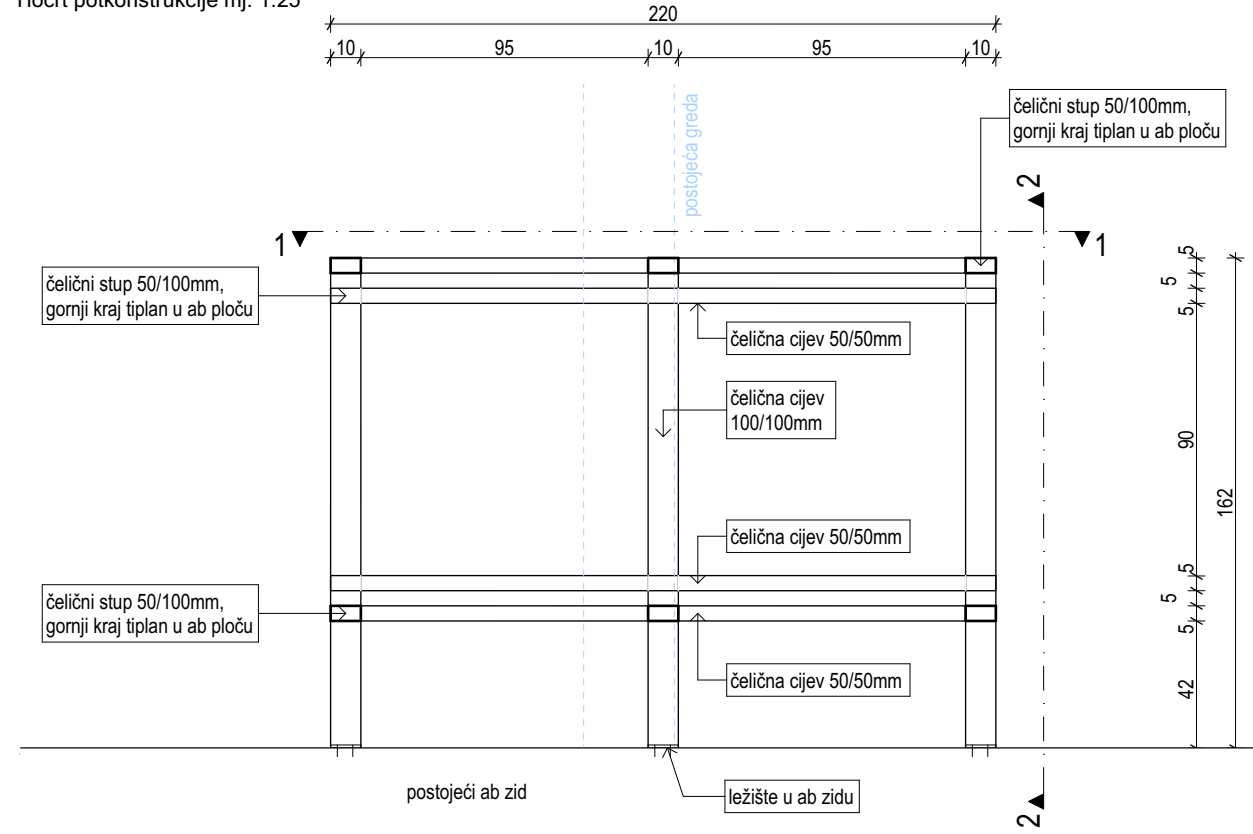 Tlocrt potkonstrukcije mj. 1:25
220
10 95 10 95 10
postojeća greda
čelični stup 50/100mm,
gornji kraj tiplan u ab ploču
2
1 1
čelični stup 50/100mm,
gornji kraj tiplan u ab ploču
5
5
5
čelična cijev 50/50mm
čelična cijev
100/100mm
90
162
čelična cijev 50/50mm
5
5
5
čelični stup 50/100mm,
gornji kraj tiplan u ab ploču
čelična cijev 50/50mm
42
postojeći ab zid
ležište u ab zidu
2